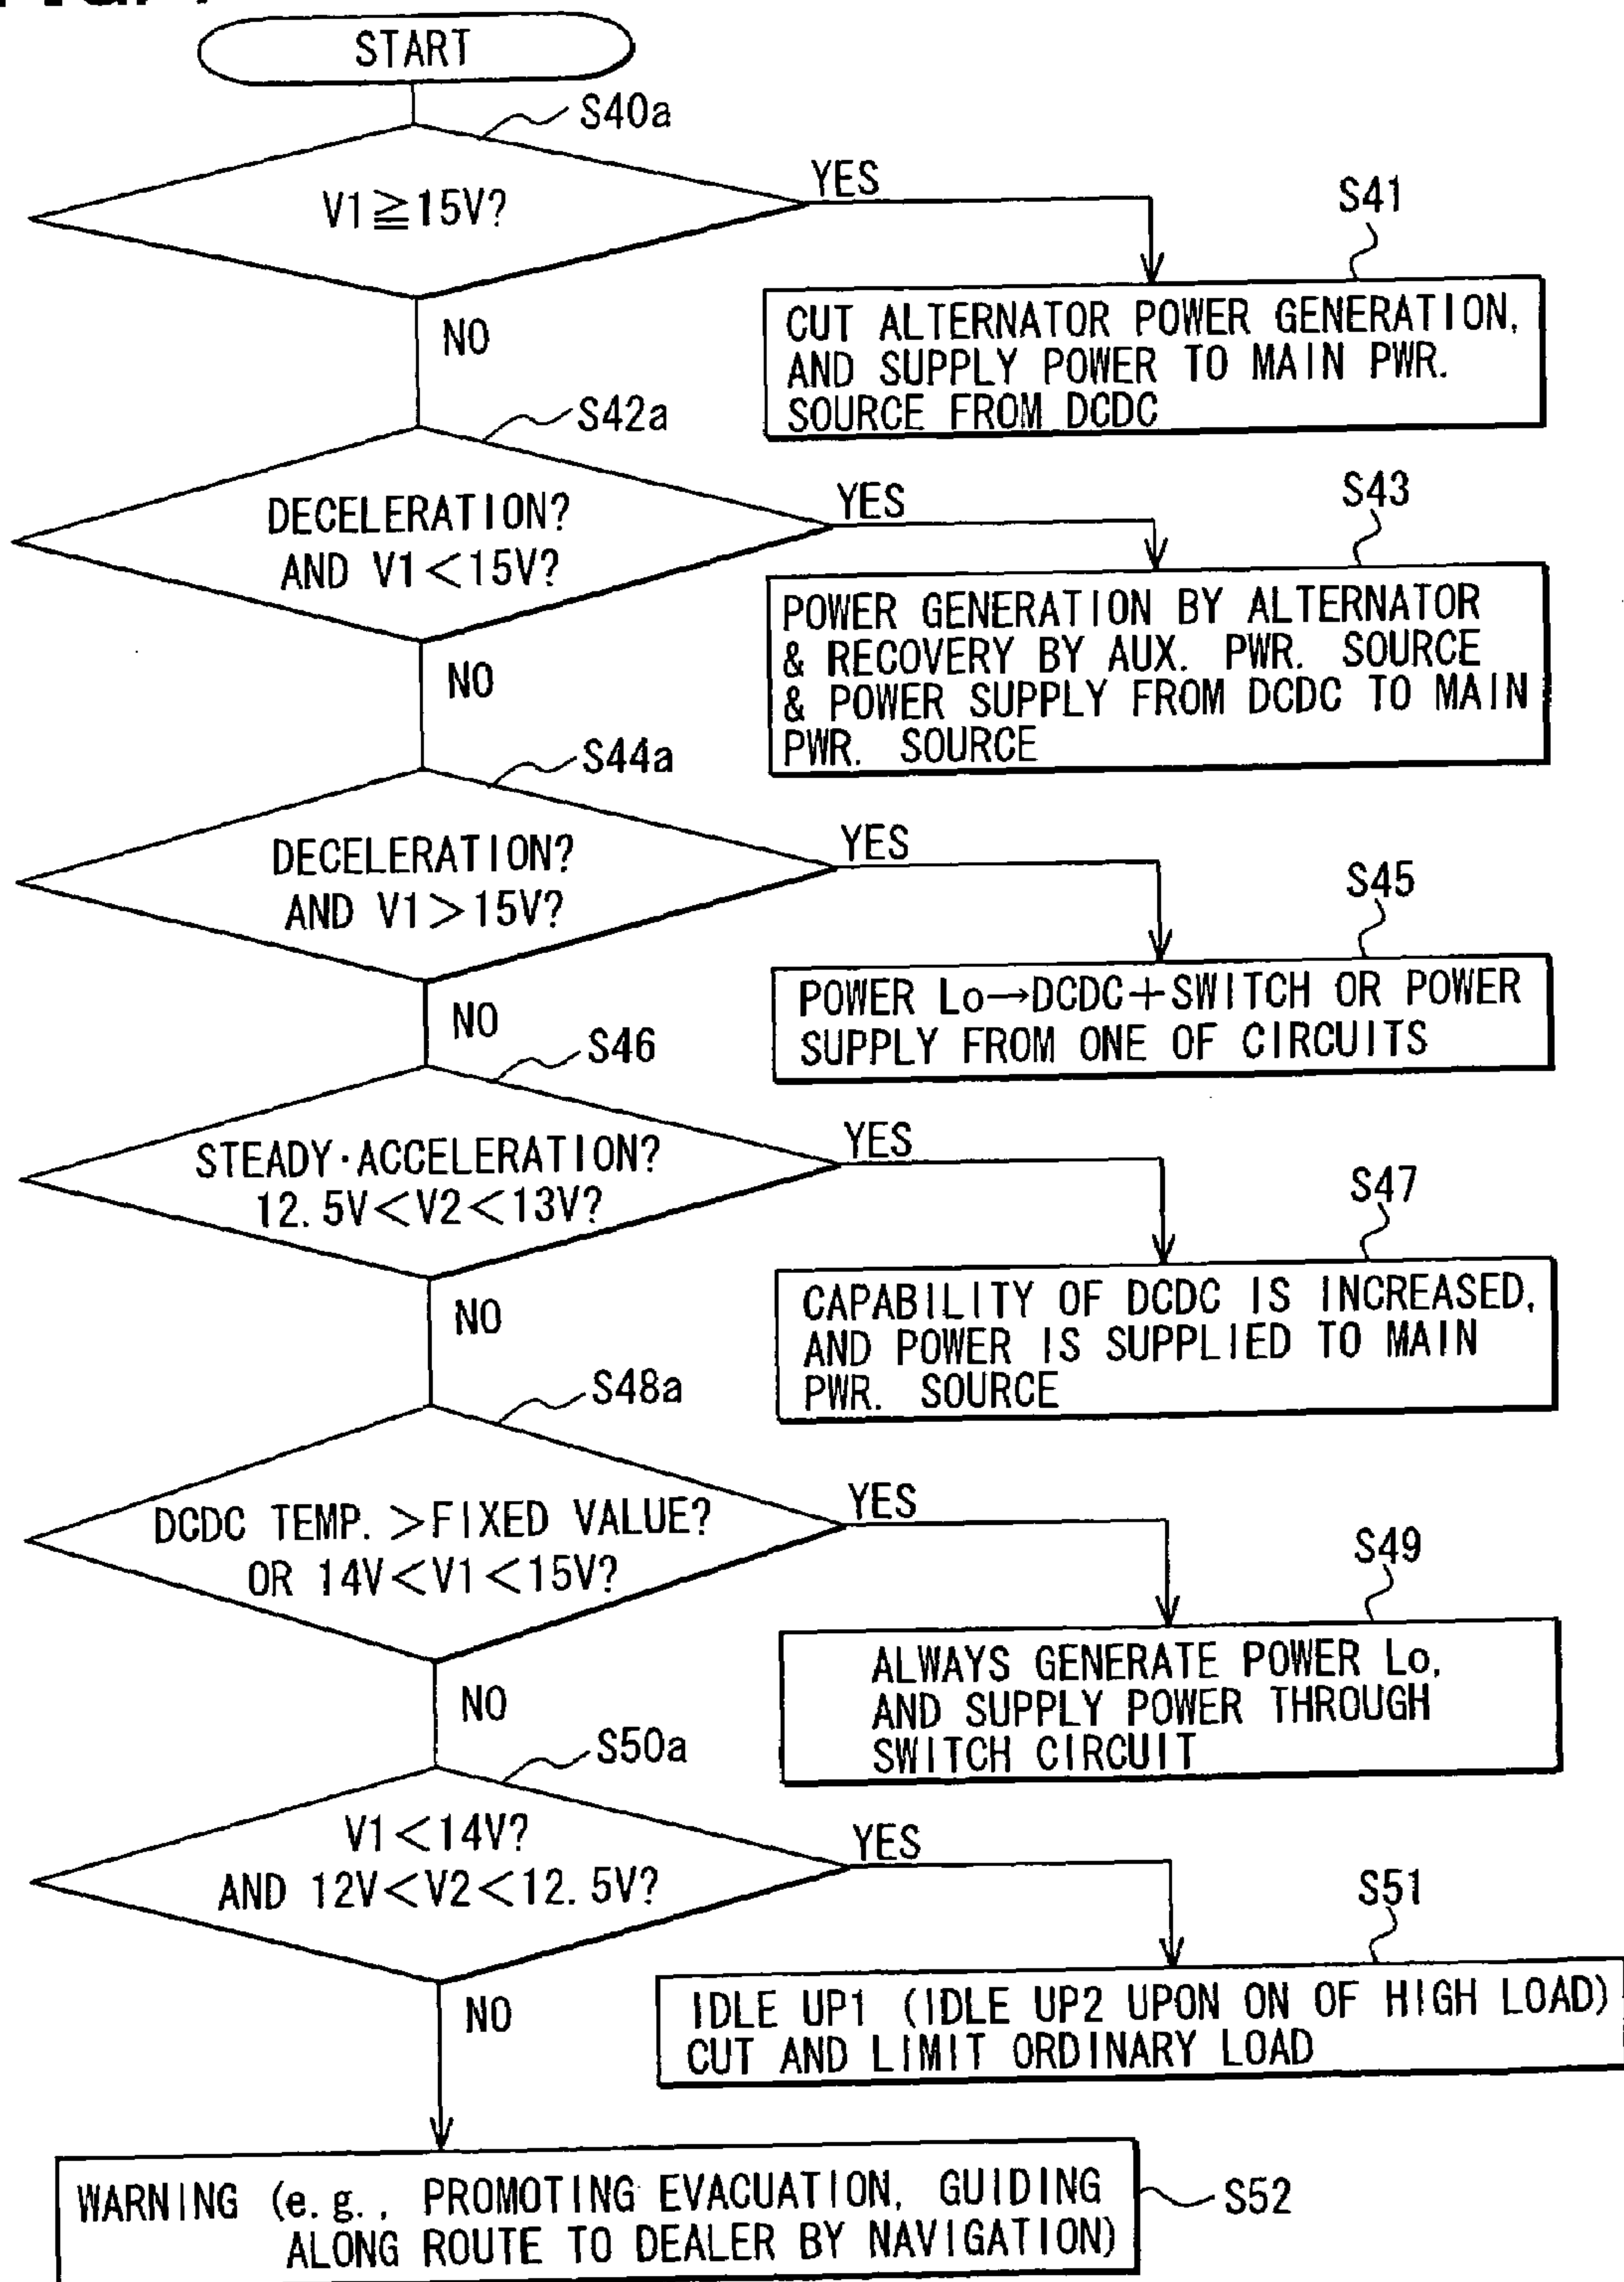 START
S40a
V1≧15V?
YES
S41
CUT ALTERNATOR POWER GENERATION,
AND SUPPLY POWER TO MAIN PWR.
SOURCE FROM DCDC
NO
S42a
DECELERATION?
AND V1<15V?
YES
S43
POWER GENERATION BY ALTERNATOR
& RECOVERY BY AUX. PWR. SOURCE
& POWER SUPPLY FROM DCDC TO MAIN
PWR. SOURCE
NO
S44a
DECELERATION?
AND V1>15V?
YES
S45
POWER Lo→DCDC+SWITCH OR POWER
SUPPLY FROM ONE OF CIRCUITS
NO
S46
STEADY·ACCELERATION?
12.5V<V2<13V?
YES
S47
CAPABILITY OF DCDC IS INCREASED,
AND POWER IS SUPPLIED TO MAIN
PWR. SOURCE
NO
S48a
DCDC TEMP. >FIXED VALUE?
OR 14V<V1<15V?
YES
S49
ALWAYS GENERATE POWER Lo,
AND SUPPLY POWER THROUGH
SWITCH CIRCUIT
NO
S50a
V1<14V?
AND 12V<V2<12.5V?
YES
S51
IDLE UP1 (IDLE UP2 UPON ON OF HIGH LOAD)
CUT AND LIMIT ORDINARY LOAD
NO
WARNING (e.g., PROMOTING EVACUATION, GUIDING
ALONG ROUTE TO DEALER BY NAVIGATION)
S52